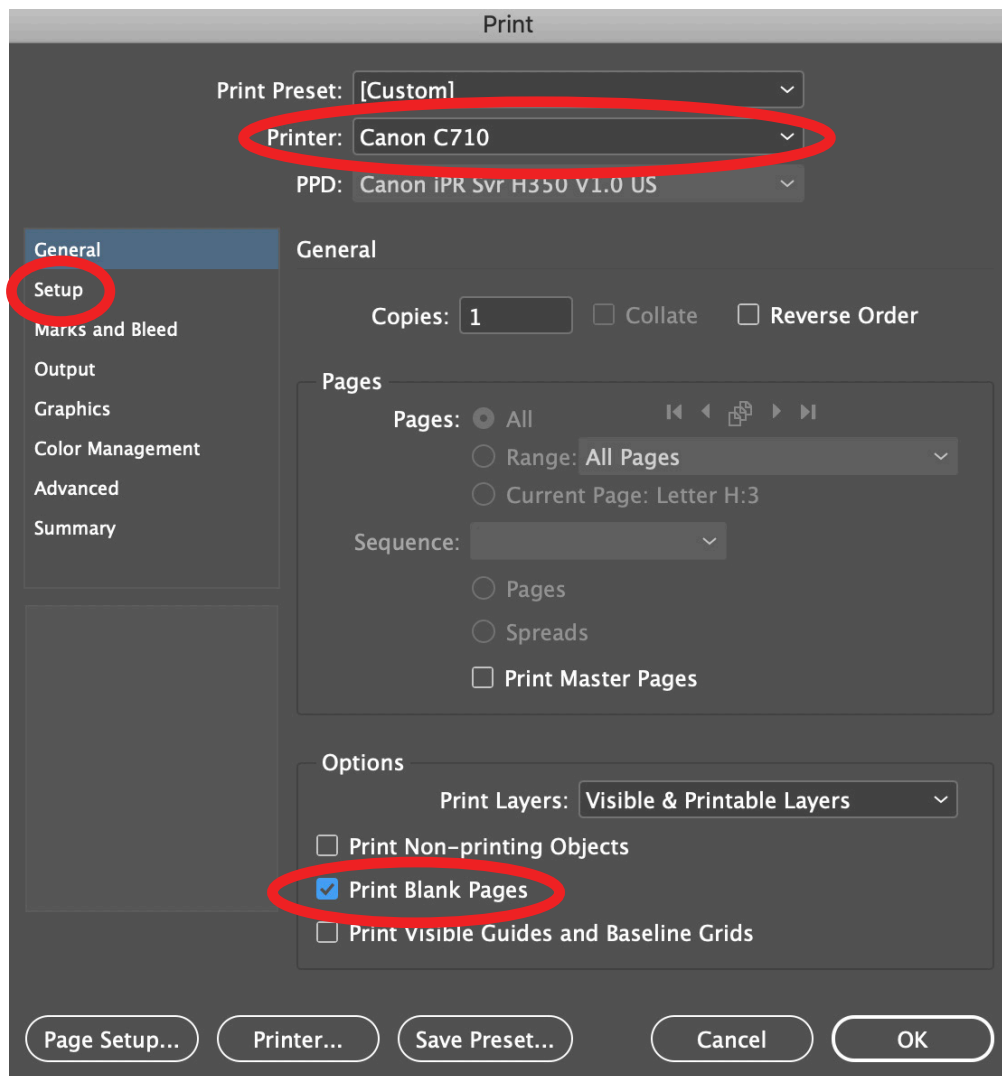 Print
Print Preset: [Custom]
Printer: Canon C710
PPD: Canon iPR Svr H350 V1.0 US
General
Setup
Marks and Bleed
Output
Graphics
Color Management
Advanced
Summary
General
Copies: 1 Collate Reverse Order
Pages
Pages: All
Range: All Pages
Current Page: Letter H:3
Sequence:
Pages
Spreads
Print Master Pages
Options
Print Layers: Visible & Printable Layers
Print Non-printing Objects
Print Blank Pages
Print Visible Guides and Baseline Grids
Page Setup... Printer... Save Preset... Cancel OK